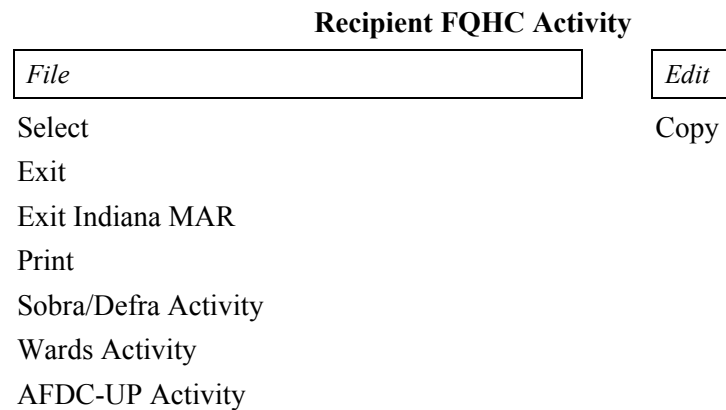 Recipient FQHC Activity
File Edit
Select Copy
Exit
Exit Indiana MAR
Print
Sobra/Defra Activity
Wards Activity
AFDC-UP Activity